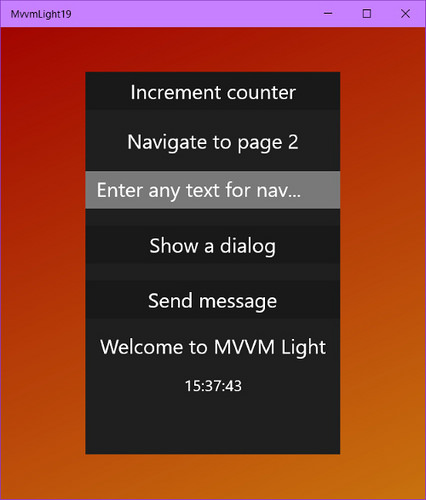 MvvmLight19
Increment counter
Navigate to page 2
Enter any text for nav...
Show a dialog
Send message
Welcome to MVVM Light
15:37:43